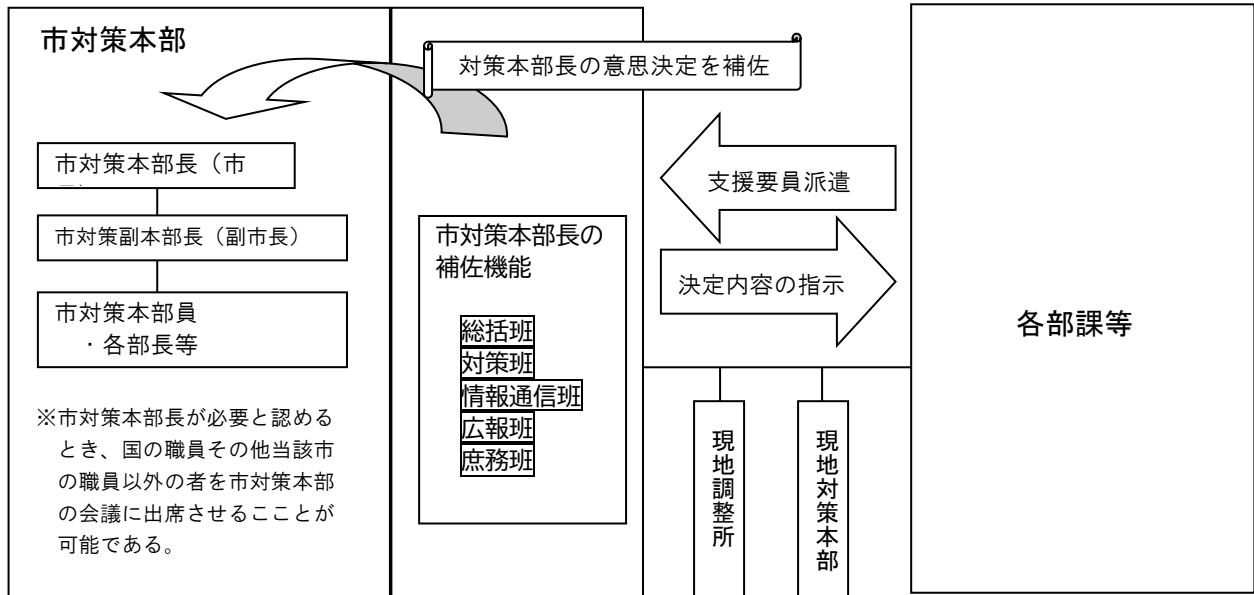 市対策本部
対策本部長の意思決定を補佐
市対策本部長（市
市対策副本部長（副市長）
市対策本部員
・各部長等
※市対策本部長が必要と認める
とき、国の職員その他当該市
の職員以外の者を市対策本部
の会議に出席させるこことが
可能である。
市対策本部長の
補佐機能
総括班
対策班
情報通信班
広報班
庶務班
支援要員派遣
決定内容の指示
現地調整所
現地対策本部
各部課等